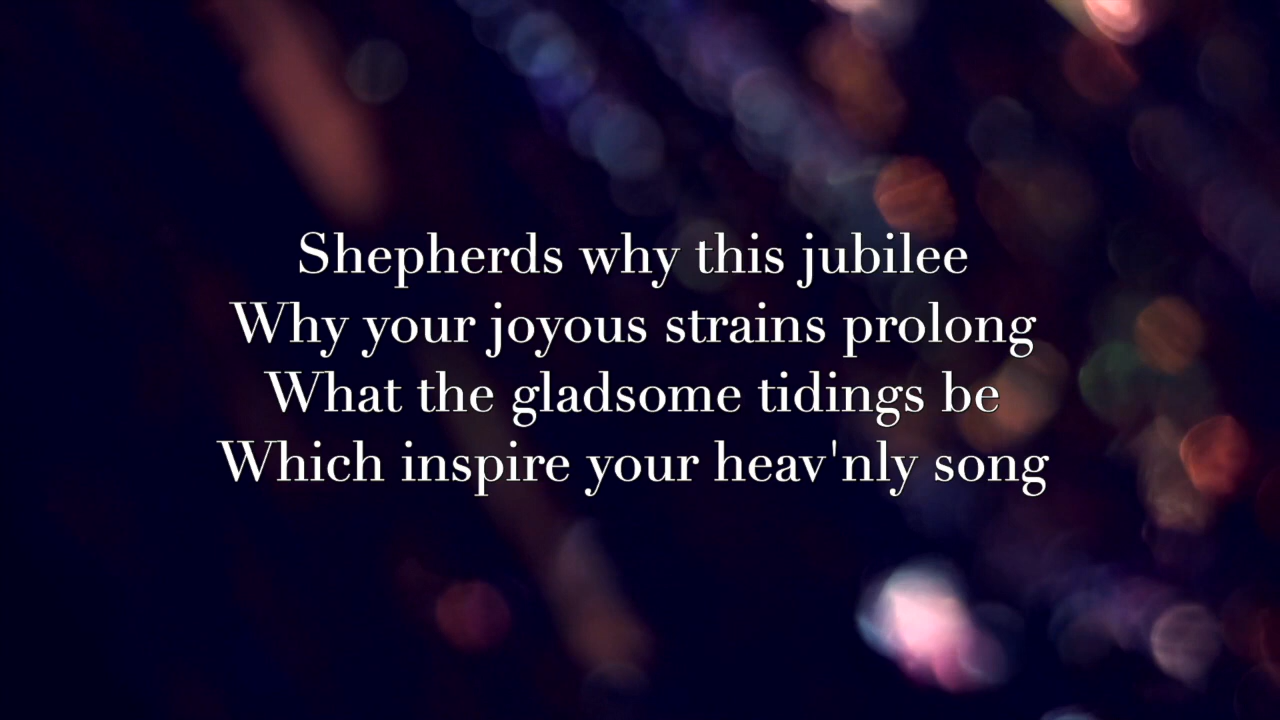 Shepherds why this jubilee
Why your joyous strains prolong
What the gladsome tidings be
Which inspire your heav'nly song